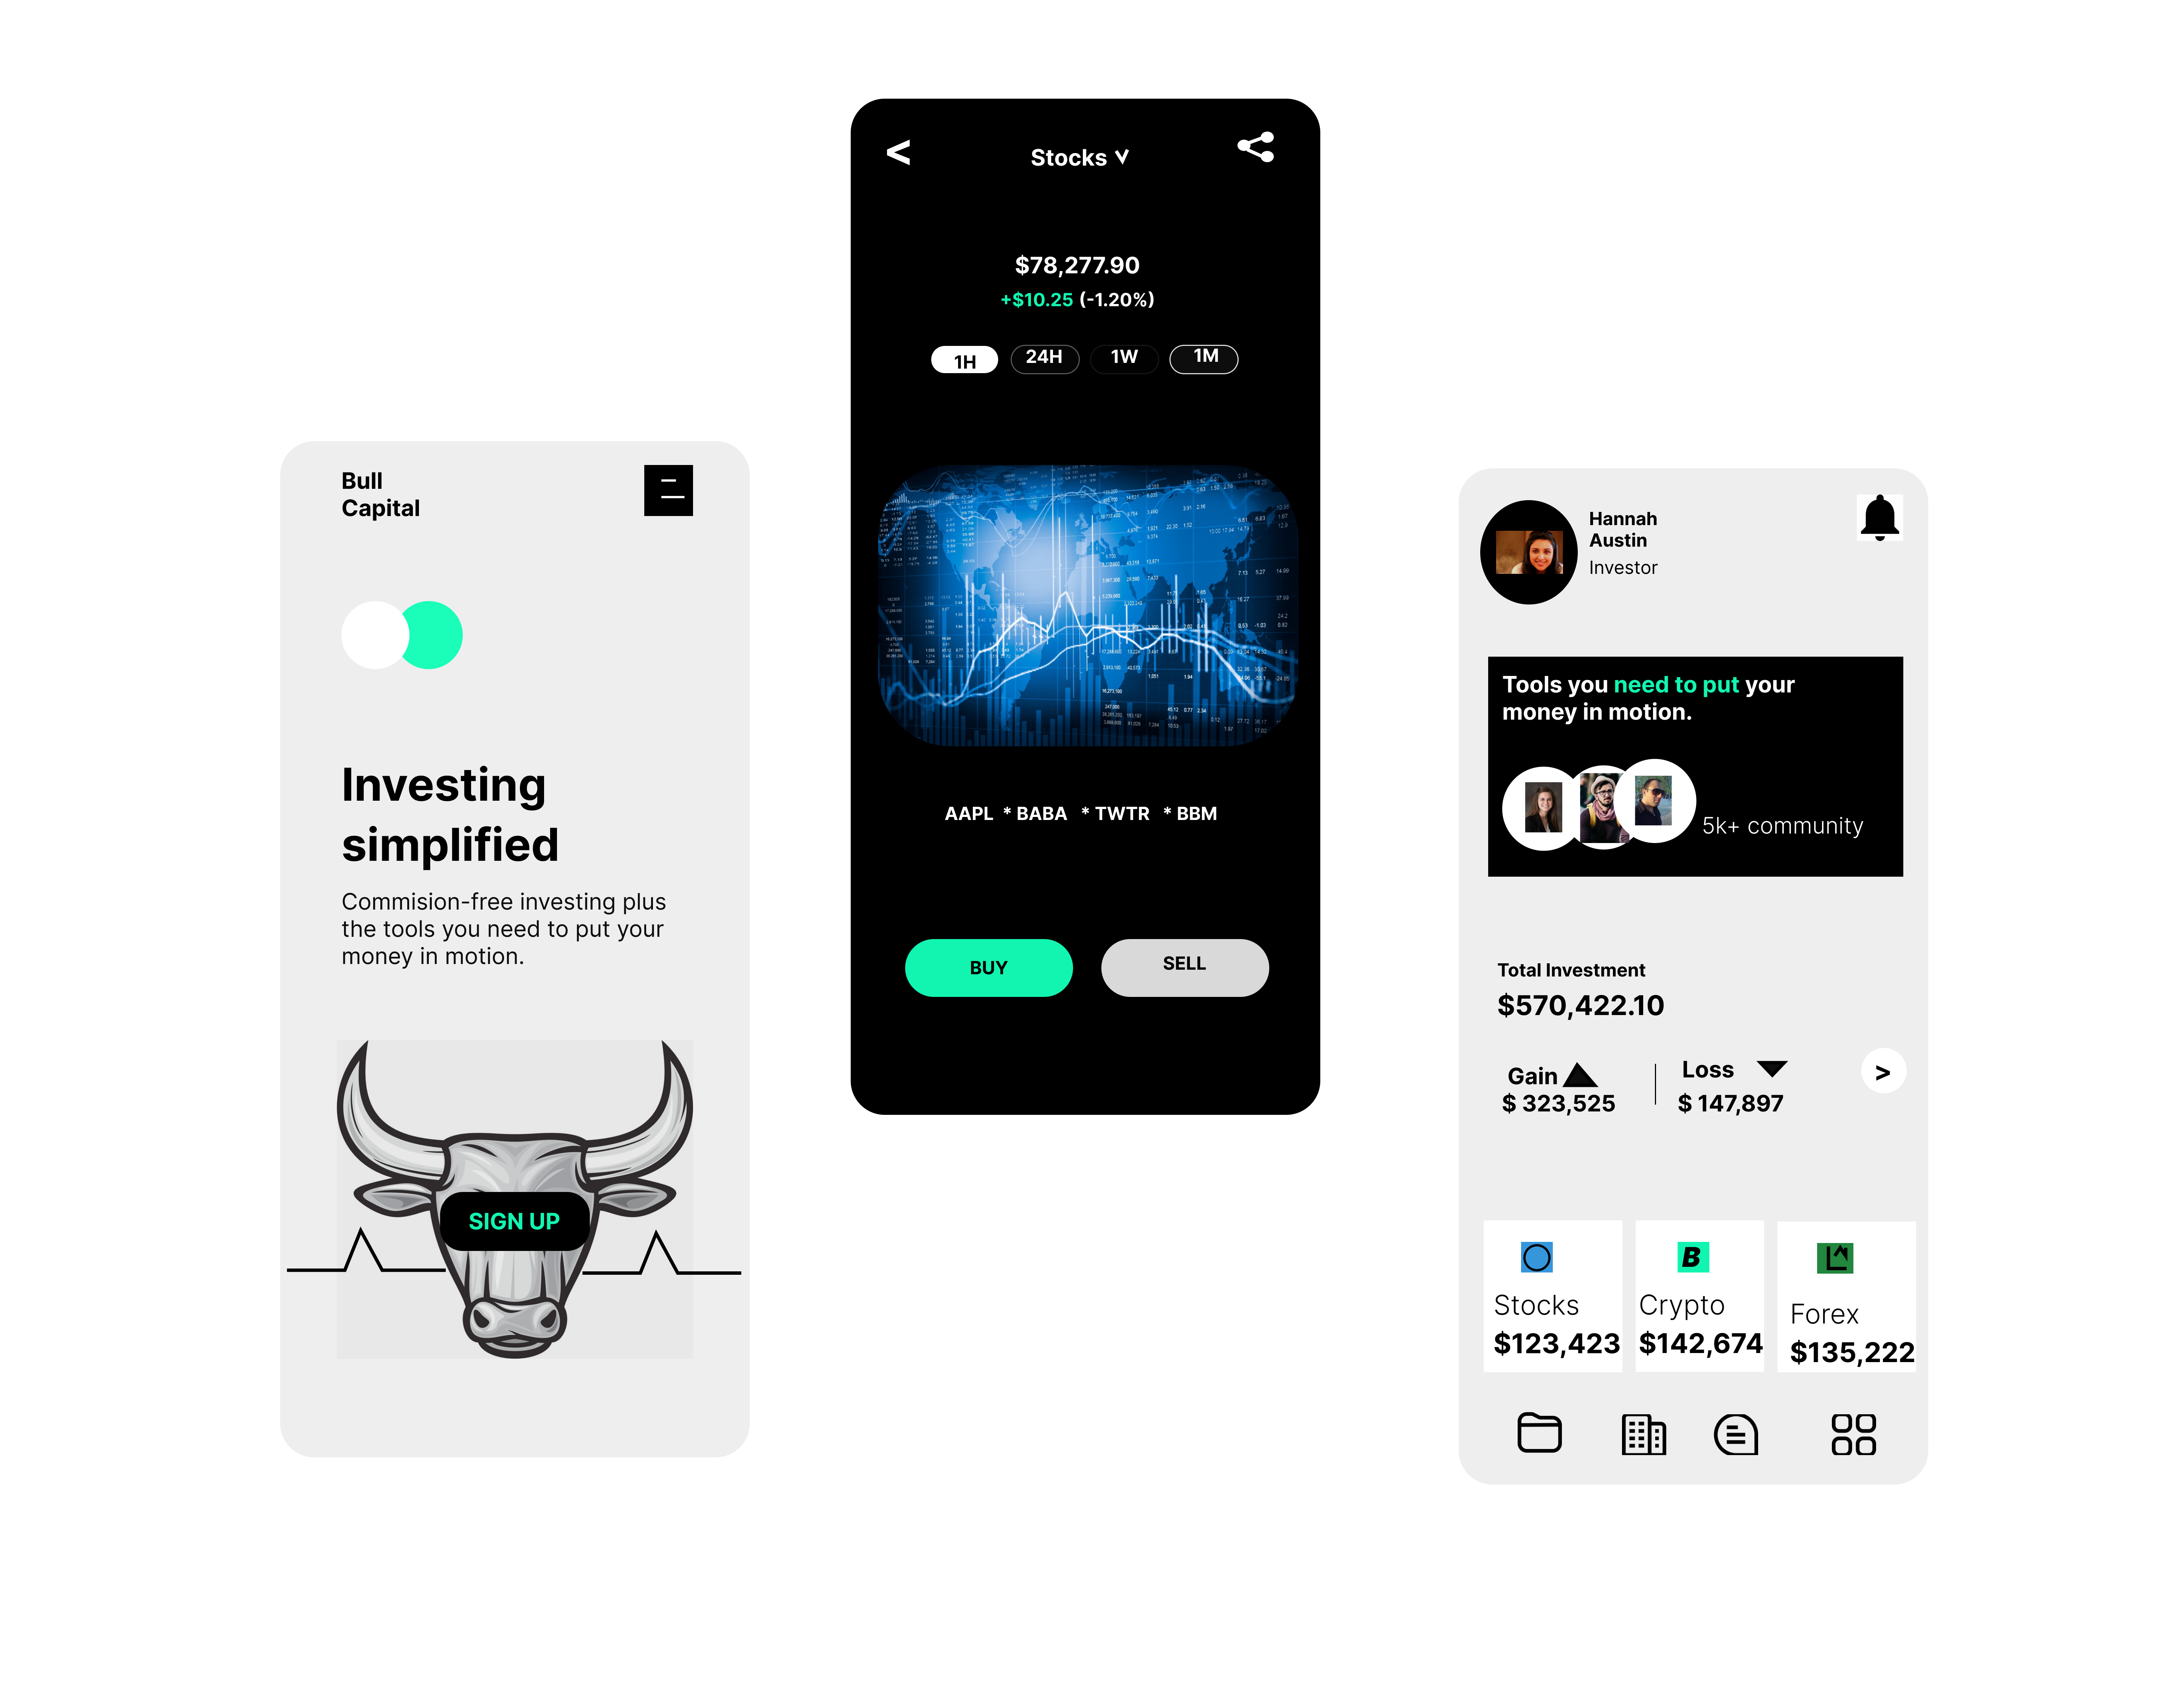 Bull
Capital
Investing
simplified
Commision-free investing plus
the tools you need to put your
money in motion.
SIGN UP
<
Stocks
$78,277.90
+$10.25 (-1.20%)
1H 24H 1W 1M
AAPL * BABA * TWTR * BBM
BUY SELL
Hannah
Austin
Investor
Tools you need to put your
money in motion.
5k+ community
Total Investment
$570,422.10
Gain Loss
$ 323,525 $ 147,897
>
B
Stocks Crypto Forex
$123,423 $142,674 $135,222